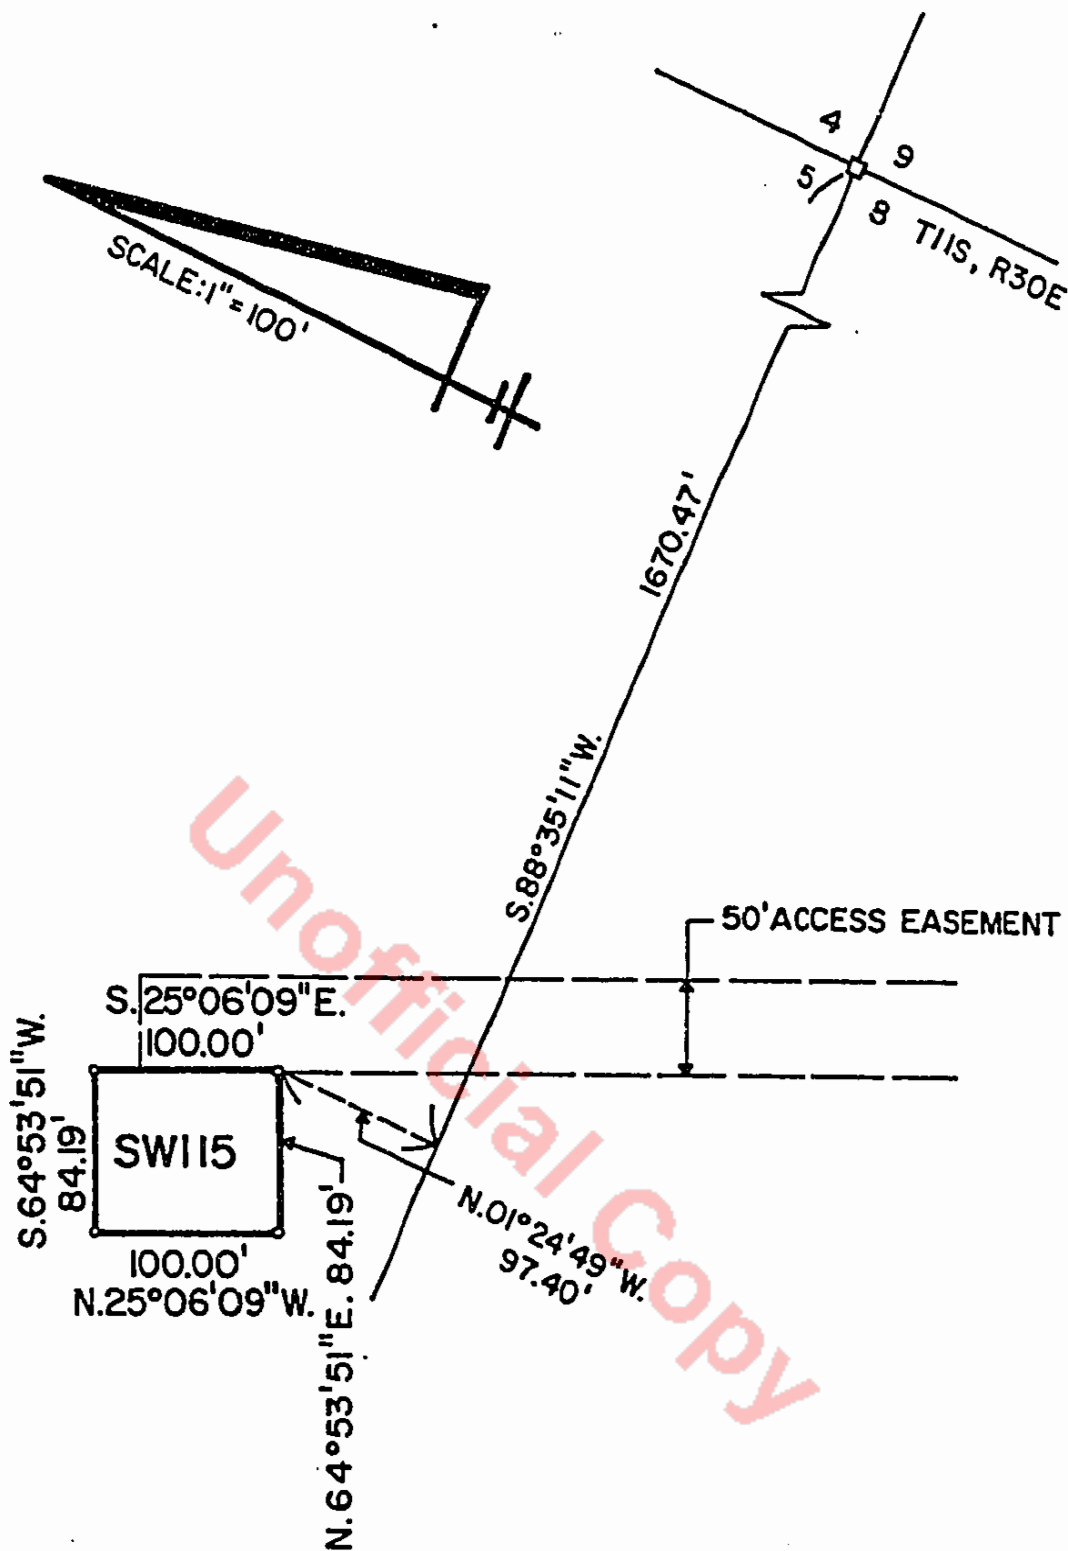 4
9
5
8
T11S, R30E
SCALE: 1" = 100'
1670.47'
S.88°35'11"W.
50' ACCESS EASEMENT
S.25°06'09"E.
100.00'
S.64°53'51"W.
84.19'
SW115
100.00'
N.25°06'09"W.
N.64°53'51"E. 84.19'
N.01°24'49"W.
97.40'
Unofficial Copy